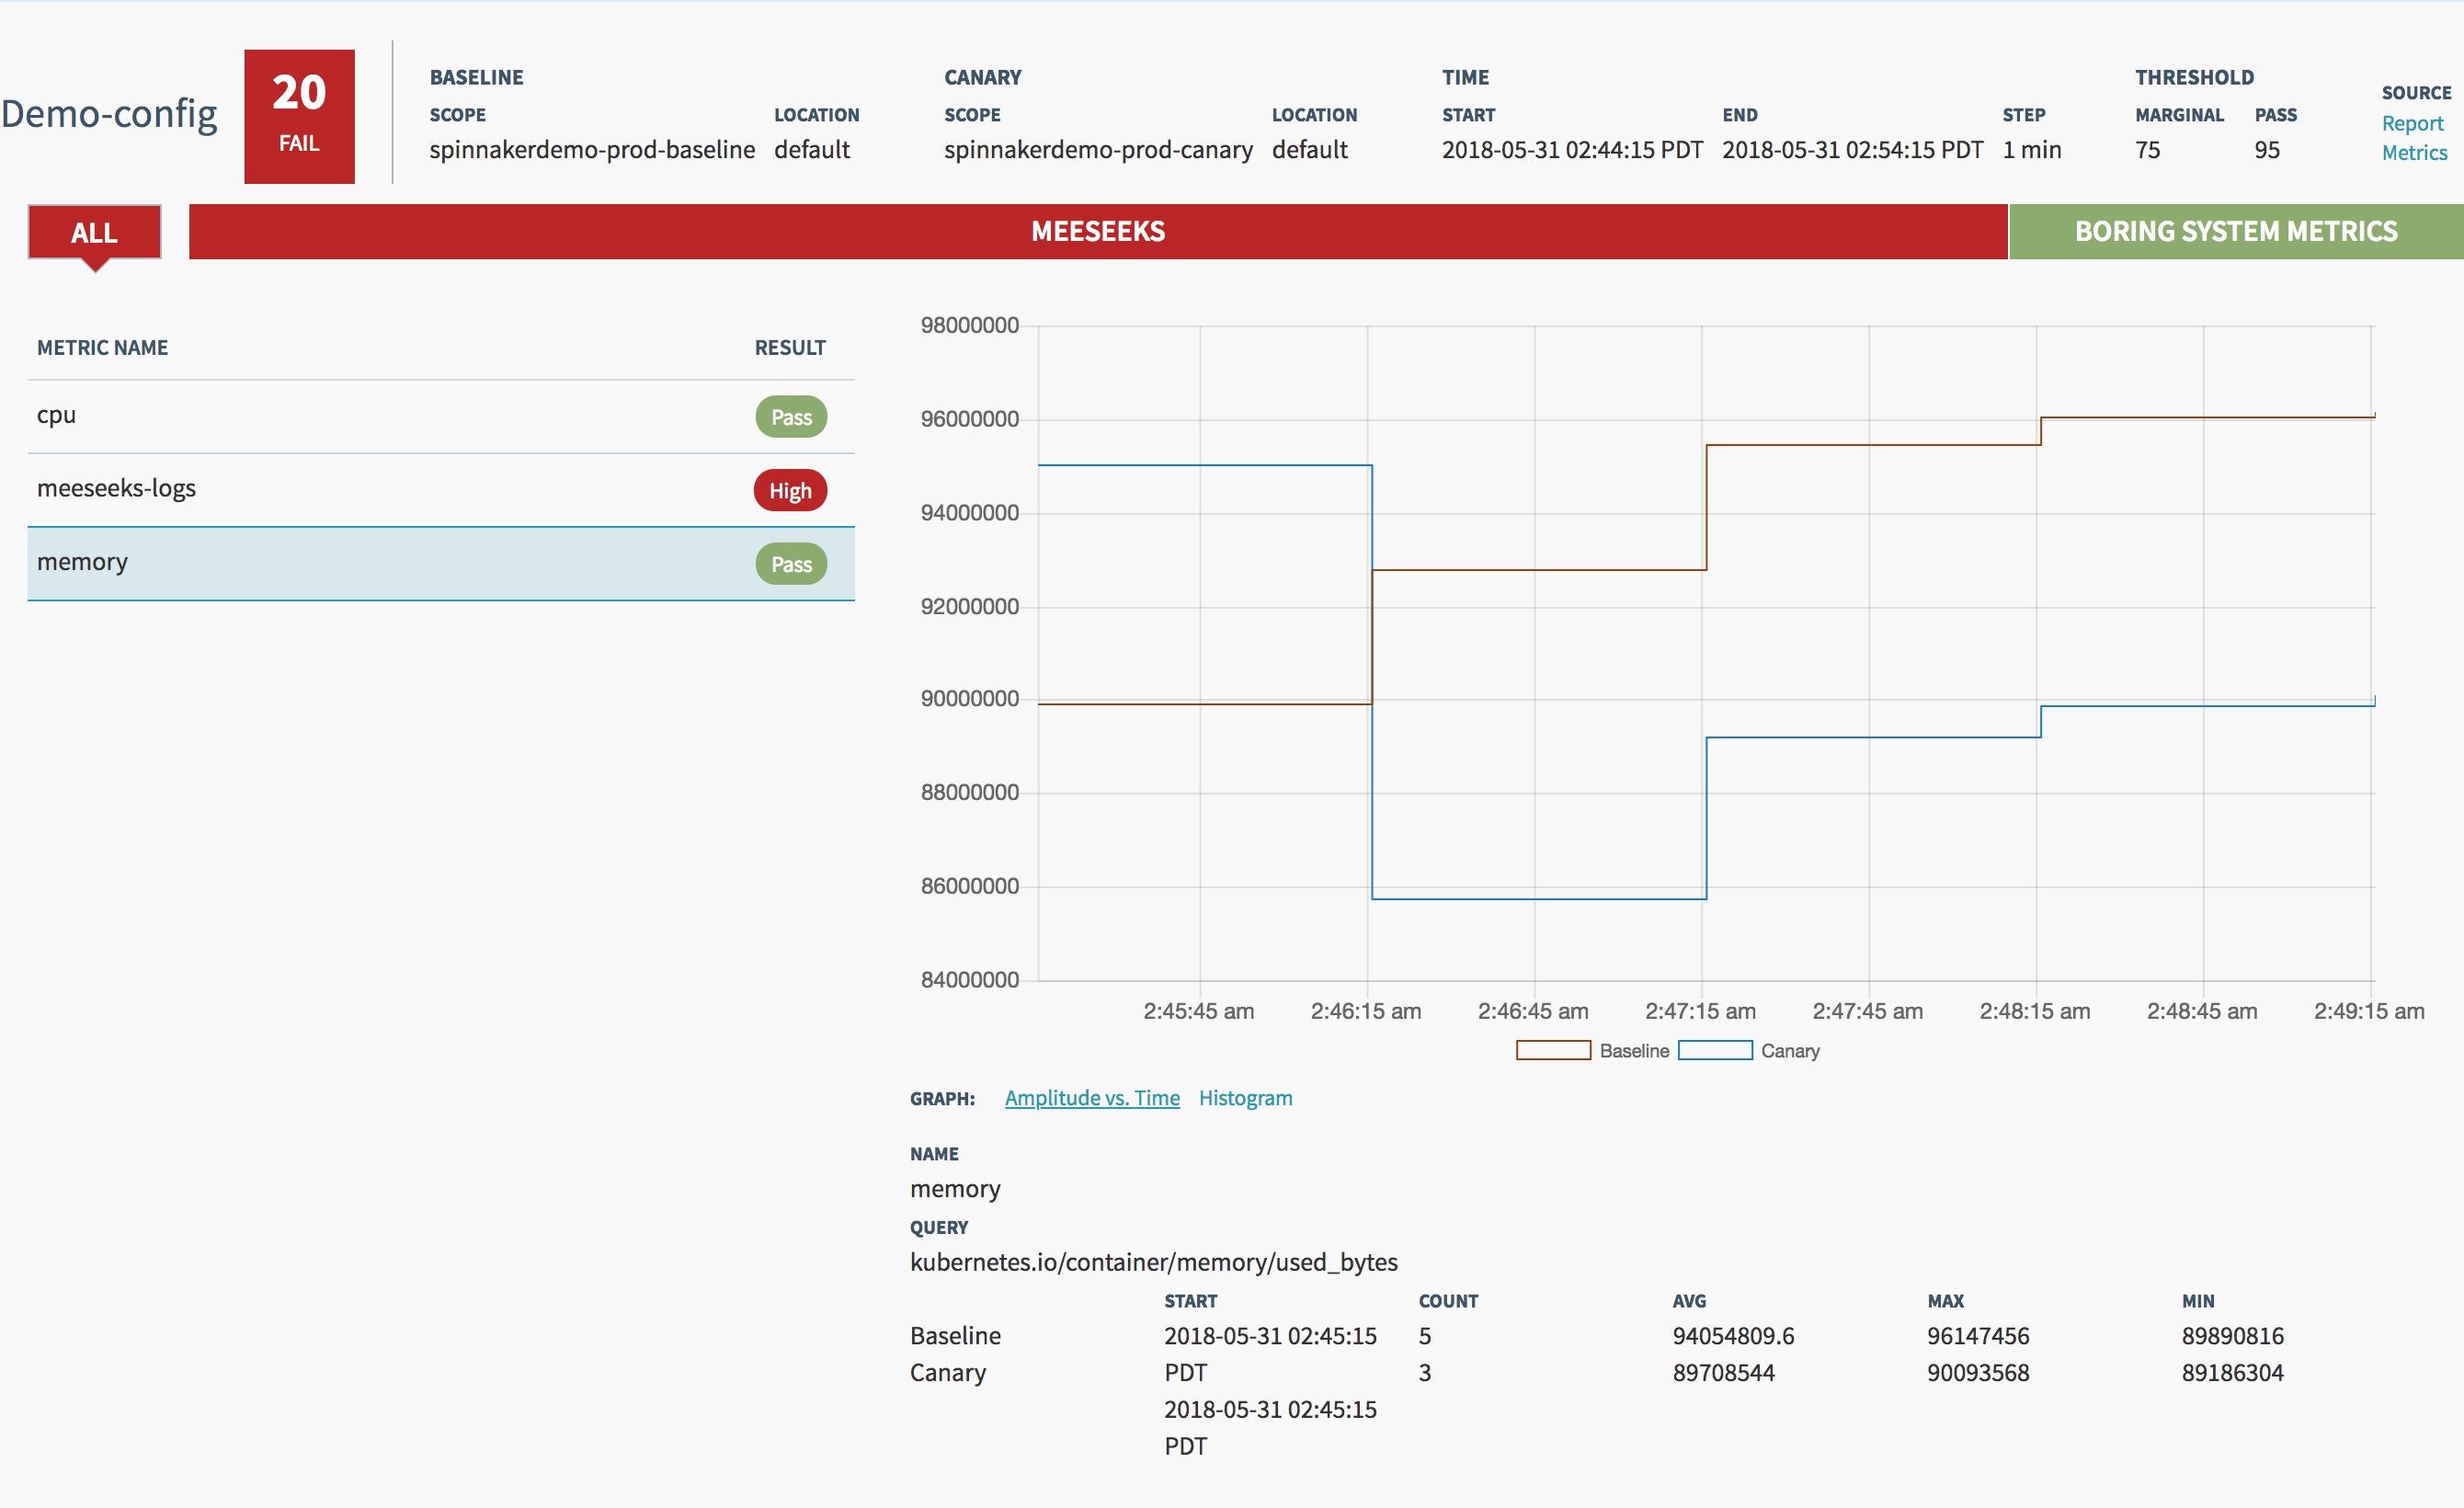 Demo-config
20
FAIL
BASELINE
SCOPE LOCATION
spinnakerdemo-prod-baseline default
CANARY
SCOPE LOCATION
spinnakerdemo-prod-canary default
TIME
START END STEP
2018-05-31 02:44:15 PDT 2018-05-31 02:54:15 PDT 1 min
THRESHOLD
MARGINAL PASS
75 95
SOURCE
Report
Metrics
ALL MEESEEKS BORING SYSTEM METRICS
METRIC NAME RESULT
cpu Pass
meeseeks-logs High
memory Pass
98000000
96000000
94000000
92000000
90000000
88000000
86000000
84000000
2:45:45 am 2:46:15 am 2:46:45 am 2:47:15 am 2:47:45 am 2:48:15 am 2:48:45 am 2:49:15 am
Baseline Canary
GRAPH: Amplitude vs. Time Histogram
NAME
memory
QUERY
kubernetes.io/container/memory/used_bytes
START COUNT AVG MAX MIN
Baseline 2018-05-31 02:45:15 5 94054809.6 96147456 89890816
Canary PDT 3 89708544 90093568 89186304
2018-05-31 02:45:15
PDT